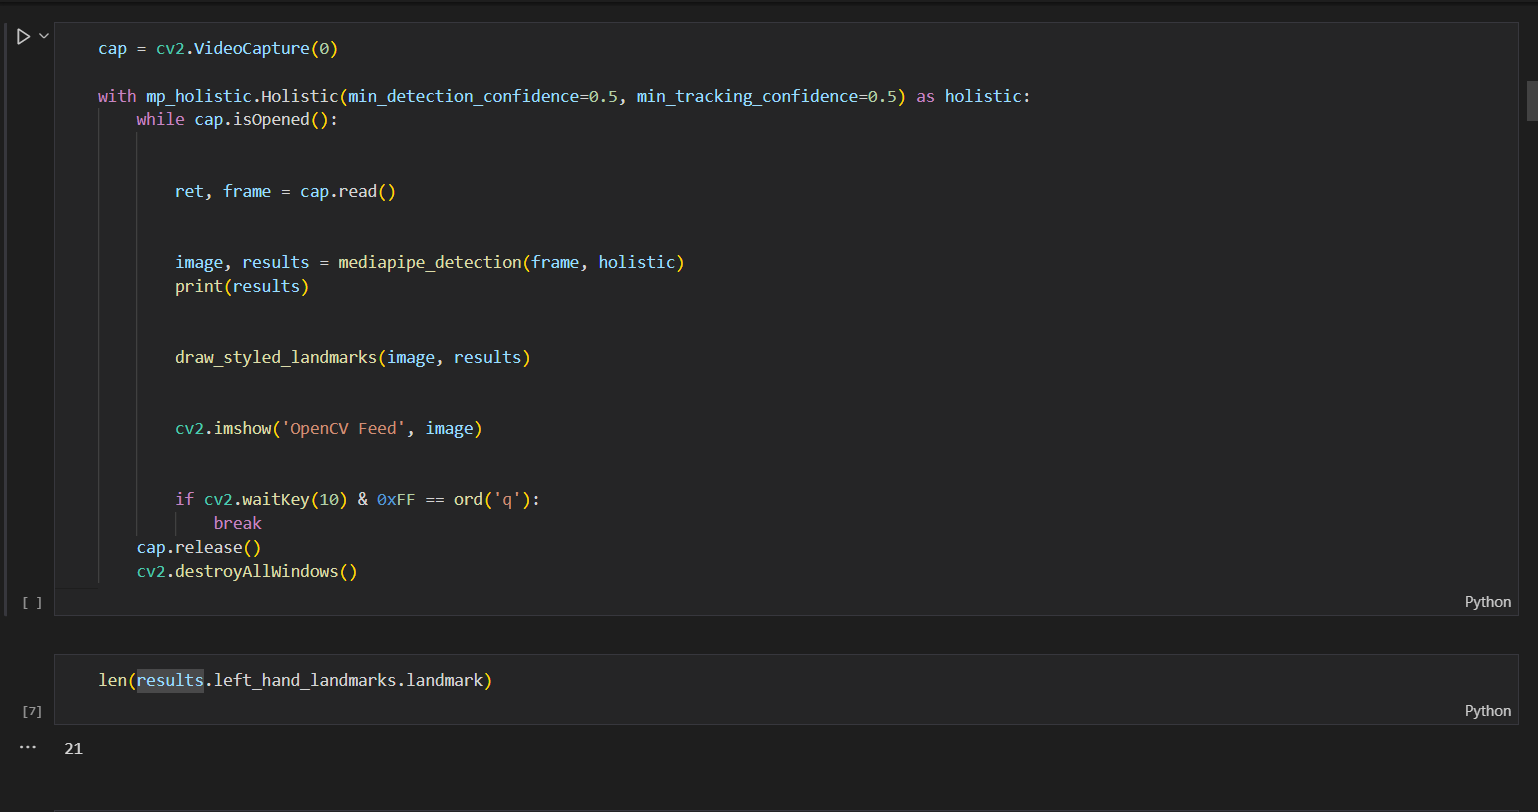 cap = cv2.VideoCapture(0)
with mp_holistic.Holistic(min_detection_confidence=0.5, min_tracking_confidence=0.5) as holistic:
while cap.isOpened():
ret, frame = cap.read()
image, results = mediapipe_detection(frame, holistic)
print(results)
draw_styled_landmarks(image, results)
cv2.imshow('OpenCV Feed', image)
if cv2.waitKey(10) & 0xFF == ord('q'):
break
cap.release()
cv2.destroyAllWindows()
[ ]
Python
len(results.left_hand_landmarks.landmark)
[7]
Python
... 21